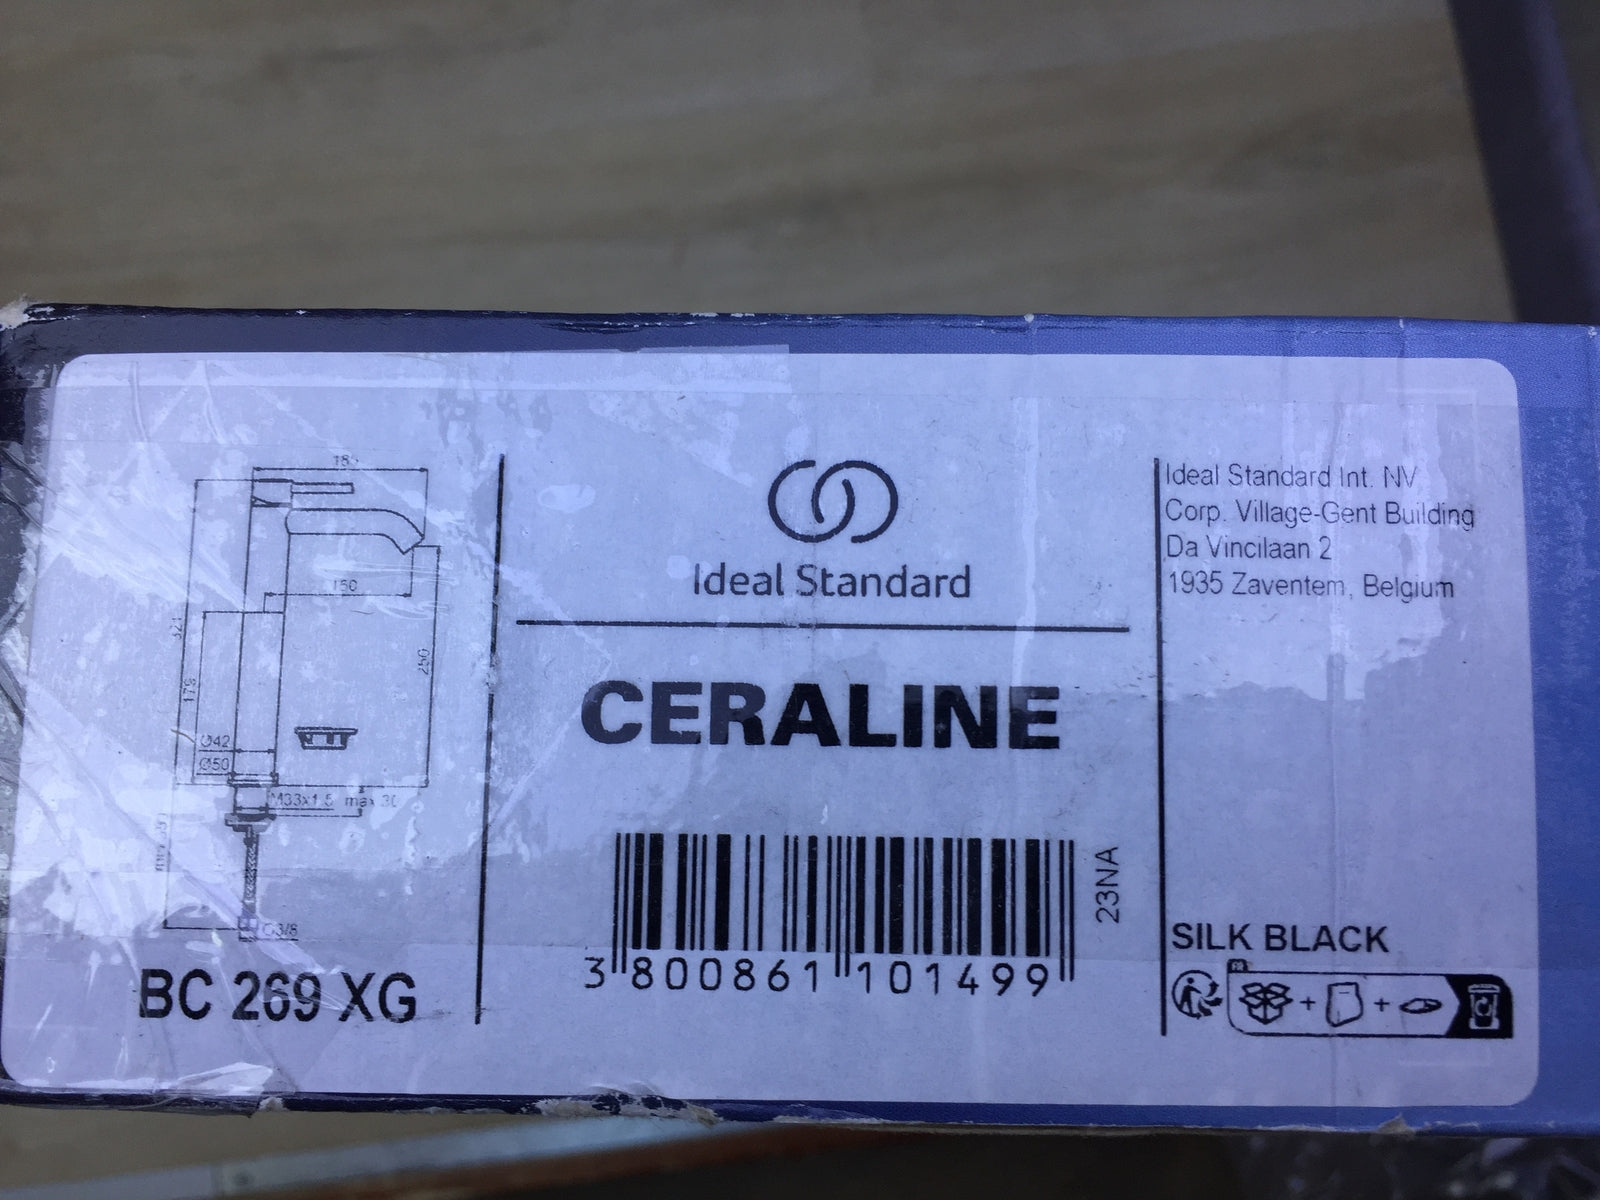 150
321
175
250
Ø42
Ø50
M33x1.5 max 30
G3/8
BC 269 XG
Ideal Standard
CERALINE
3 800861 101499
23NA
Ideal Standard Int. NV
Corp. Village-Gent Building
Da Vincilaan 2
1935 Zaventem, Belgium
SILK BLACK
FR
+ +